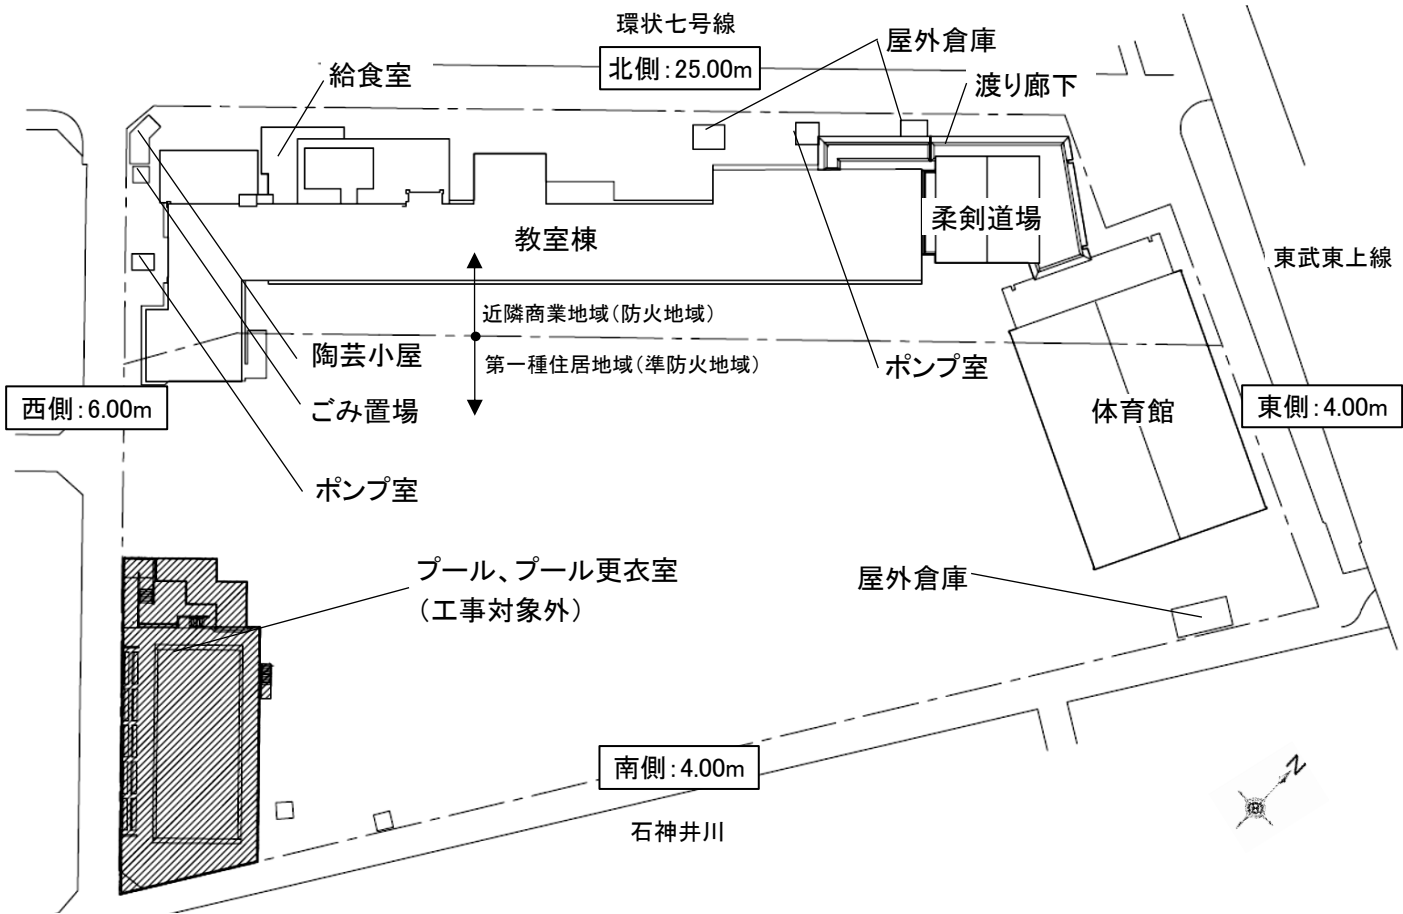 環状七号線
北側：25.00m
屋外倉庫
給食室
渡り廊下
教室棟
柔剣道場
東武東上線
近隣商業地域（防火地域）
第一種住居地域（準防火地域）
陶芸小屋
ポンプ室
西側：6.00m
ごみ置場
体育館
東側：4.00m
ポンプ室
プール、プール更衣室
（工事対象外）
屋外倉庫
南側：4.00m
石神井川
N